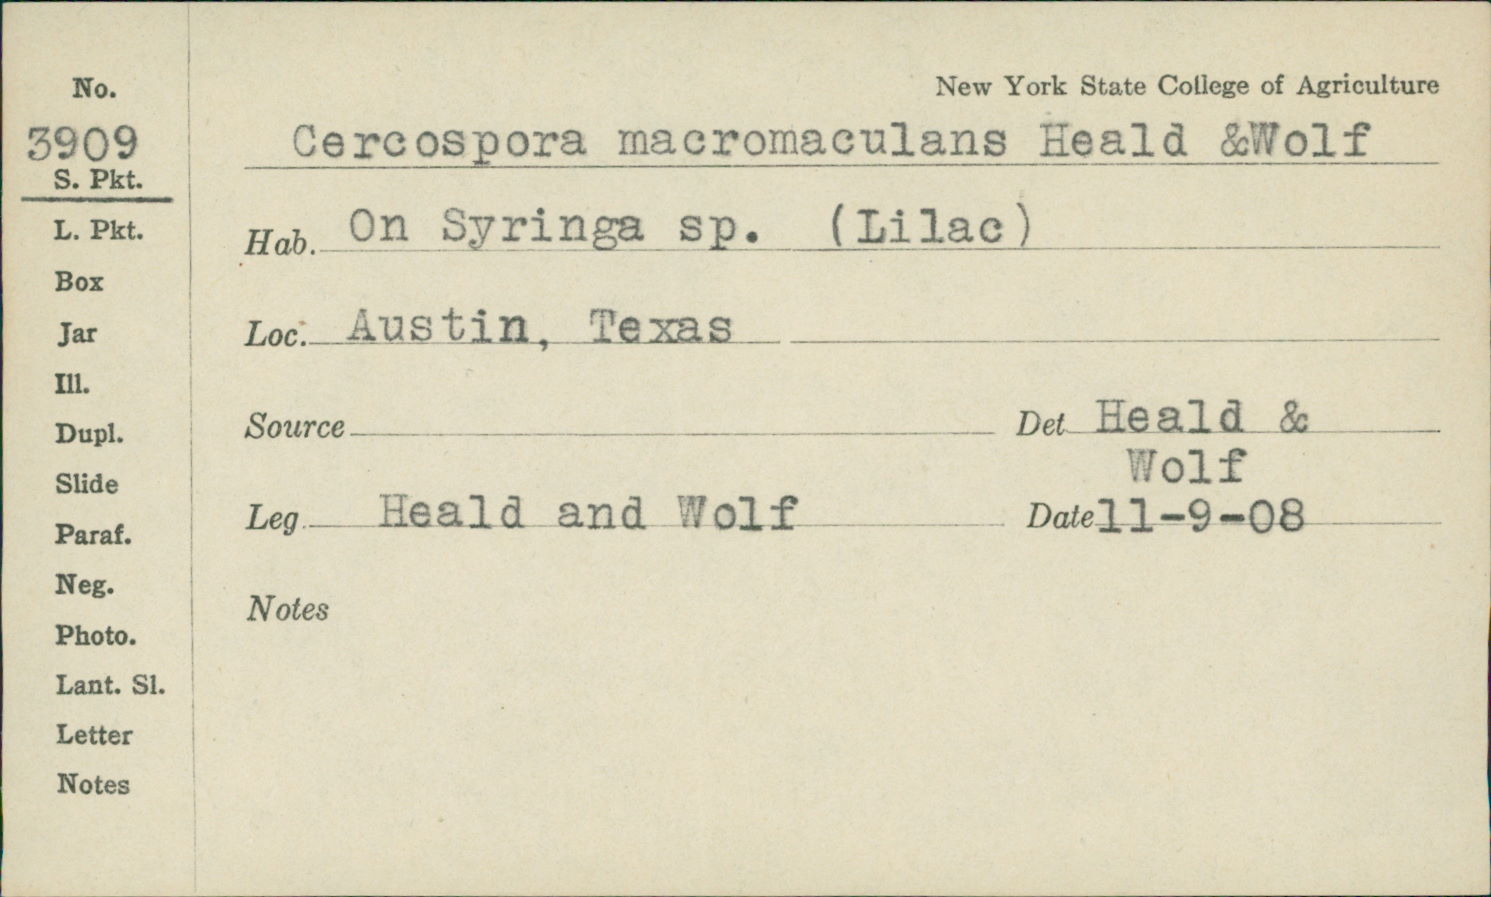 No.
3909
S. Pkt.
L. Pkt.
Box
Jar
Ill.
Dupl.
Slide
Paraf.
Neg.
Photo.
Lant. Sl.
Letter
Notes
New York State College of Agriculture
Cercospora macromaculans Heald &Wolf
Hab. On Syringa sp. (Lilac)
Loc. Austin, Texas
Source
Det Heald &
Wolf
Leg Heald and Wolf
Date 11-9-08
Notes